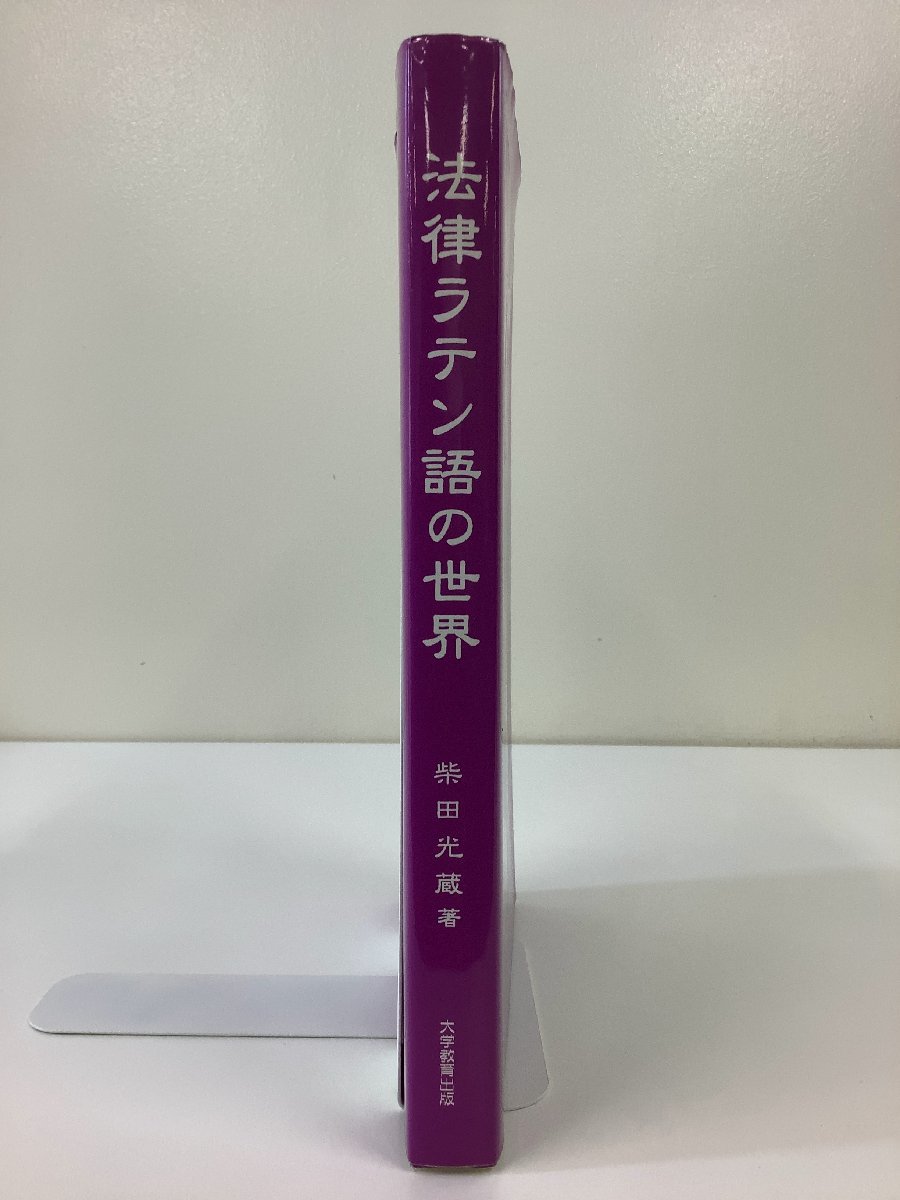 法律ラテン語の世界
柴田光蔵著
大学教育出版